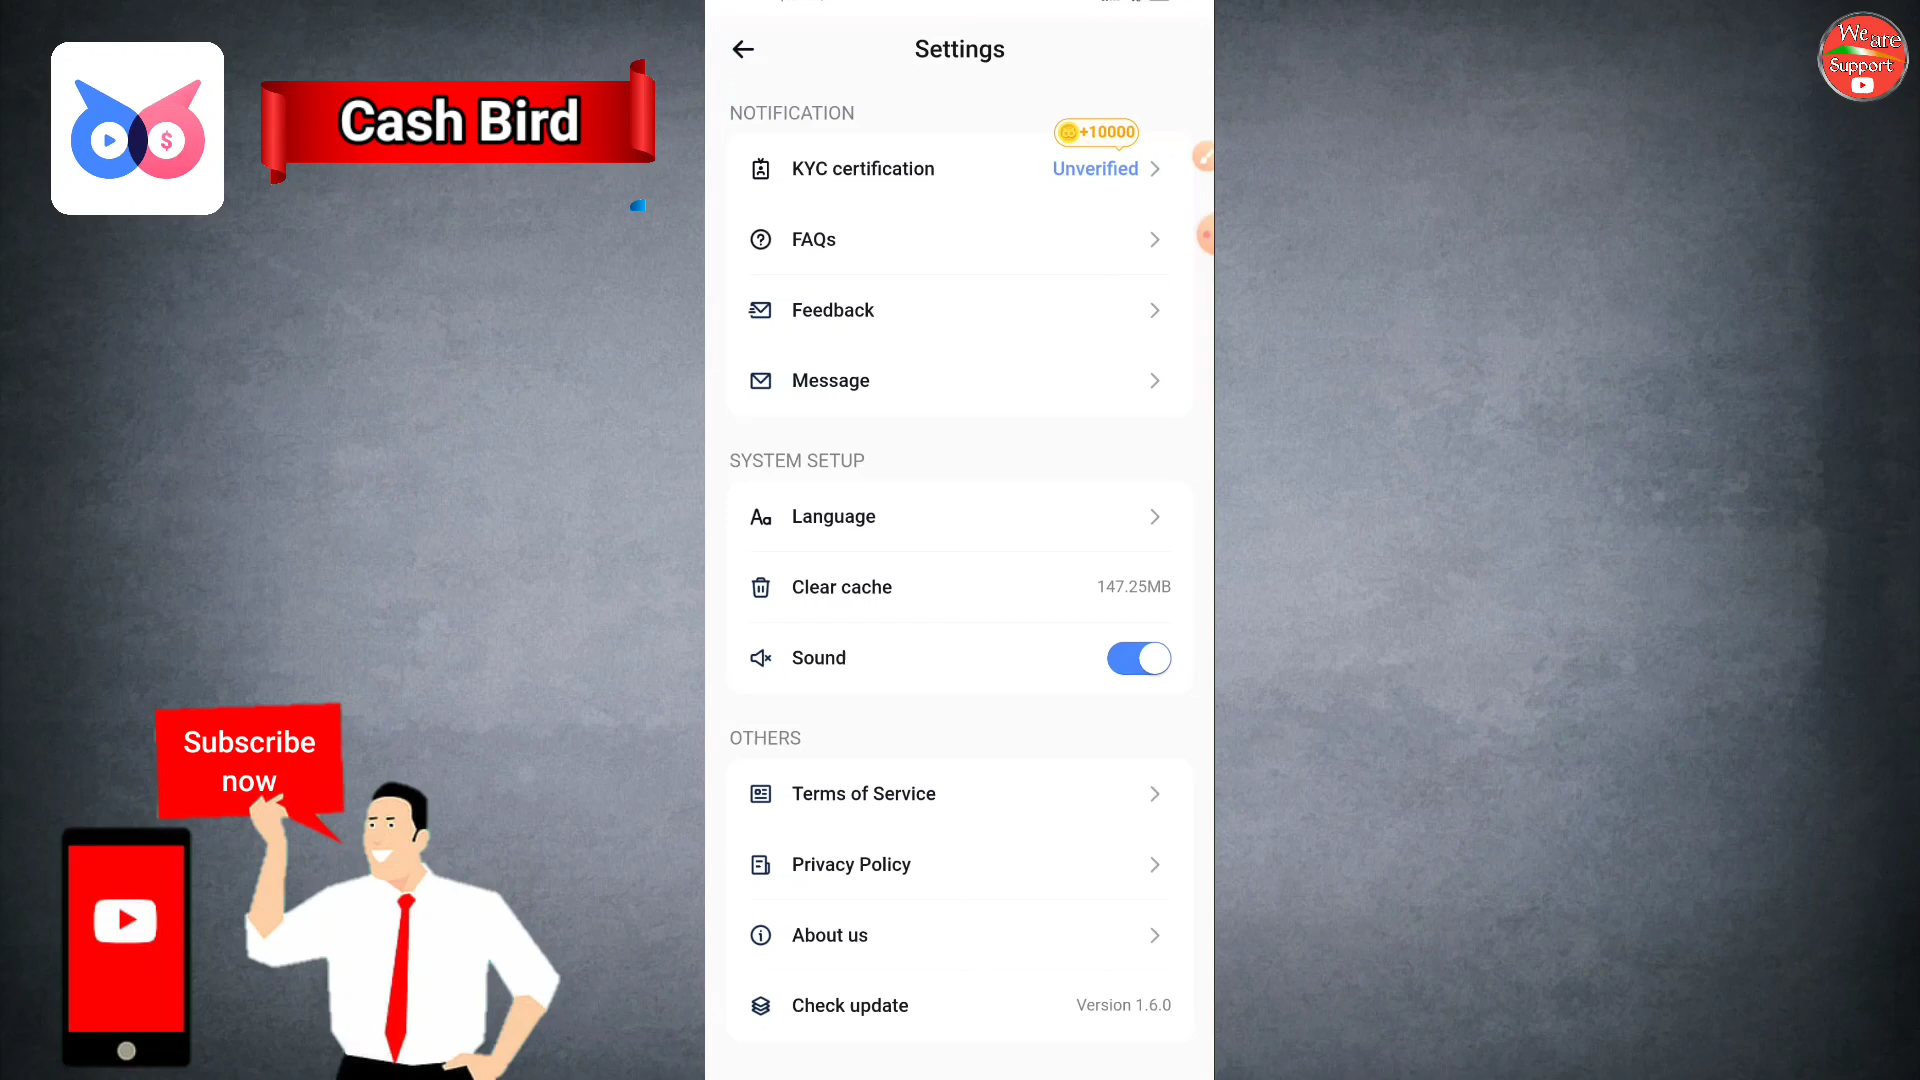 Cash Bird
We are
Support
Settings
NOTIFICATION
+10000
KYC certification
Unverified
FAQs
Feedback
Message
SYSTEM SETUP
Language
Clear cache
147.25MB
Sound
OTHERS
Terms of Service
Privacy Policy
About us
Check update
Version 1.6.0
Subscribe
now